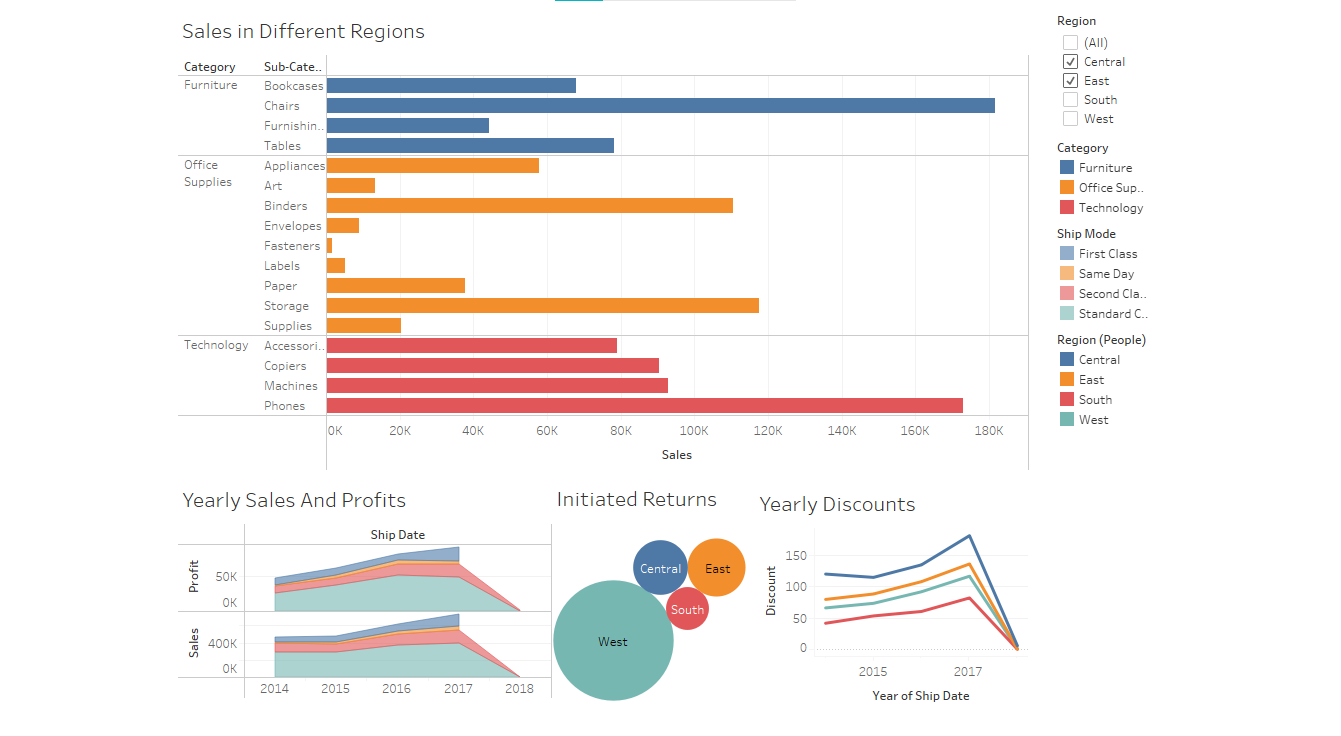 Sales in Different Regions
Category Sub-Cate..
Furniture Bookcases
Chairs
Furnishin..
Tables
Office Supplies Appliances
Art
Binders
Envelopes
Fasteners
Labels
Paper
Storage
Supplies
Technology Accessori..
Copiers
Machines
Phones
0K 20K 40K 60K 80K 100K 120K 140K 160K 180K
Sales
Region
(All)
Central
East
South
West
Category
Furniture
Office Sup..
Technology
Ship Mode
First Class
Same Day
Second Cla..
Standard C..
Region (People)
Central
East
South
West
Yearly Sales And Profits
Ship Date
Profit
50K
0K
Sales
400K
0K
2014 2015 2016 2017 2018
Initiated Returns
Central
East
South
West
Yearly Discounts
Discount
150
100
50
0
2015 2017
Year of Ship Date